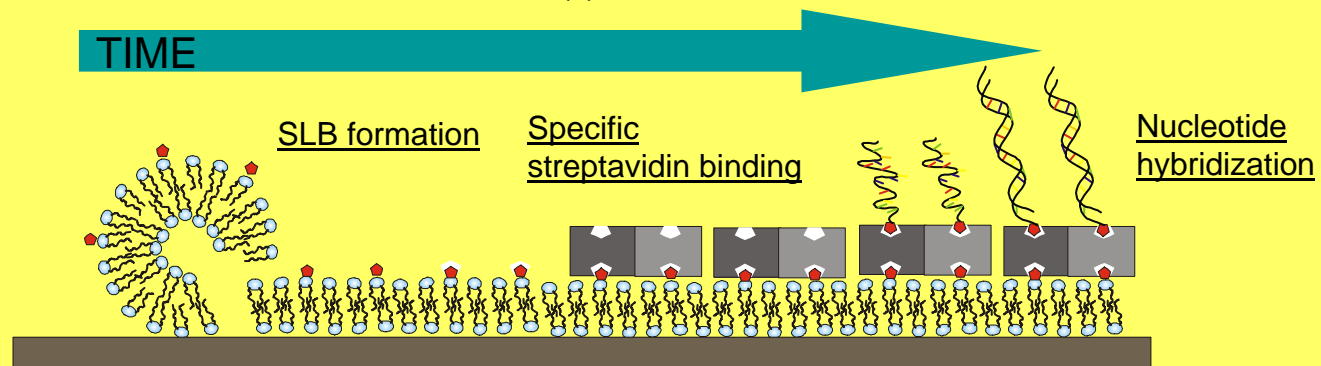 TIME
SLB formation
Specific
streptavidin binding
Nucleotide
hybridization